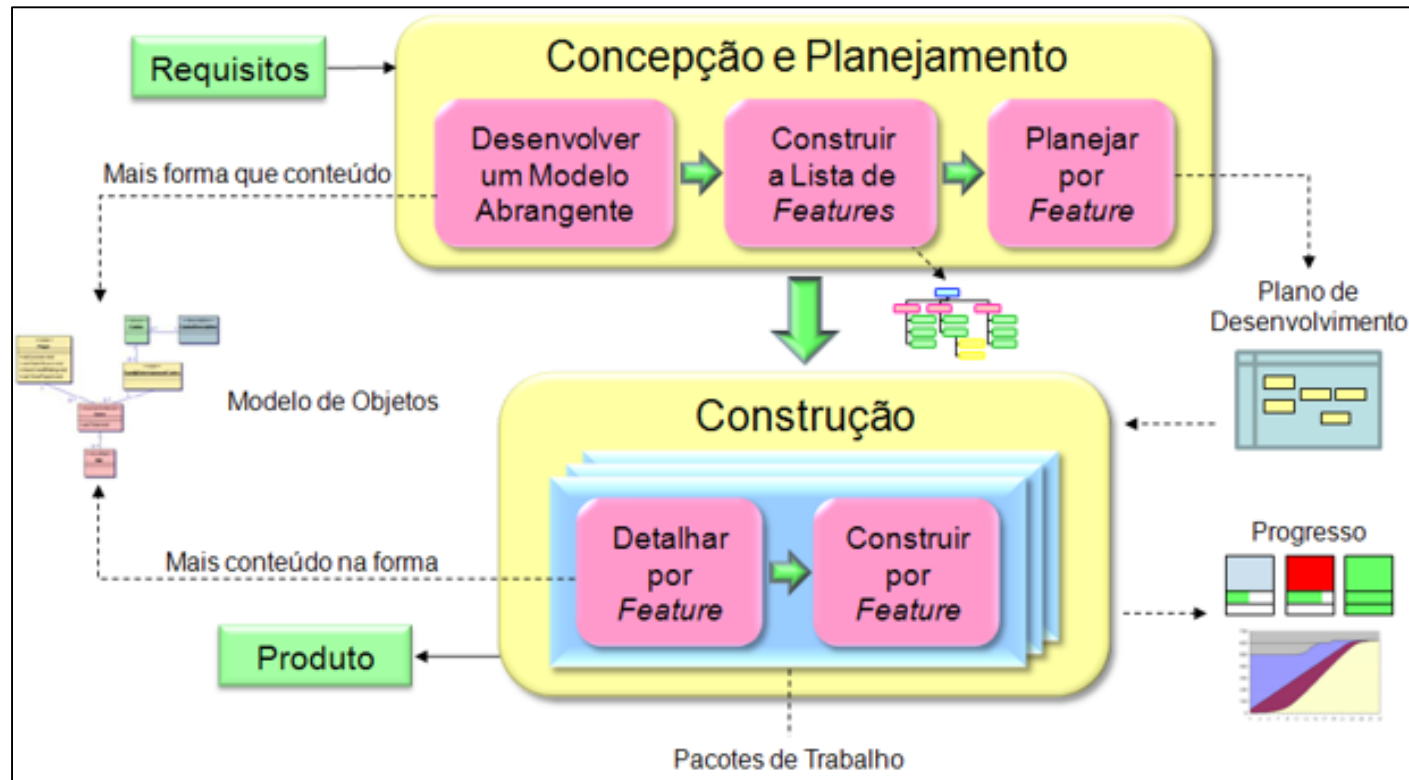 Requisitos
Concepção e Planejamento
Desenvolver
um Modelo
Abrangente
Construir
a Lista de
Features
Planejar
por
Feature
Mais forma que conteúdo
Plano de
Desenvolvimento
Modelo de Objetos
Construção
Detalhar
por
Feature
Construir
por
Feature
Mais conteúdo na forma
Progresso
Produto
Pacotes de Trabalho